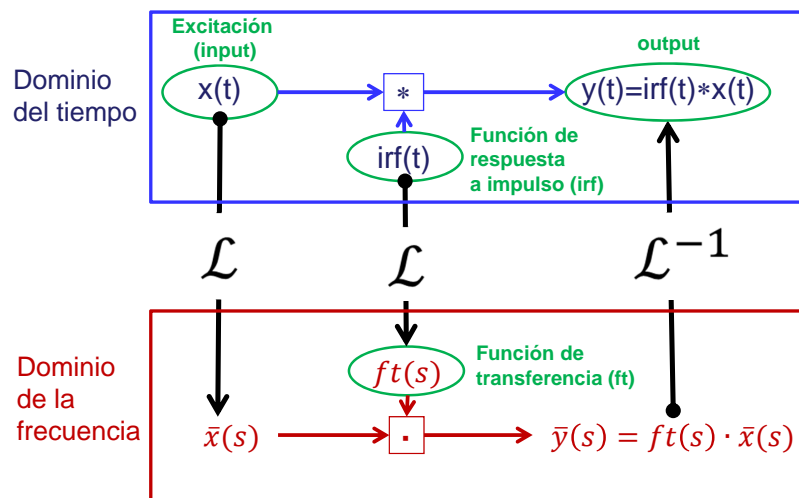 Excitación
(input)
output
Dominio
del tiempo
x(t)
*
y(t)=irf(t)*x(t)
irf(t)
Función de
respuesta
a impulso (irf)
ℒ
ℒ
ℒ⁻¹
Dominio
de la
frecuencia
ft(s)
Función de
transferencia (ft)
x̄(s)
·
ȳ(s) = ft(s) · x̄(s)